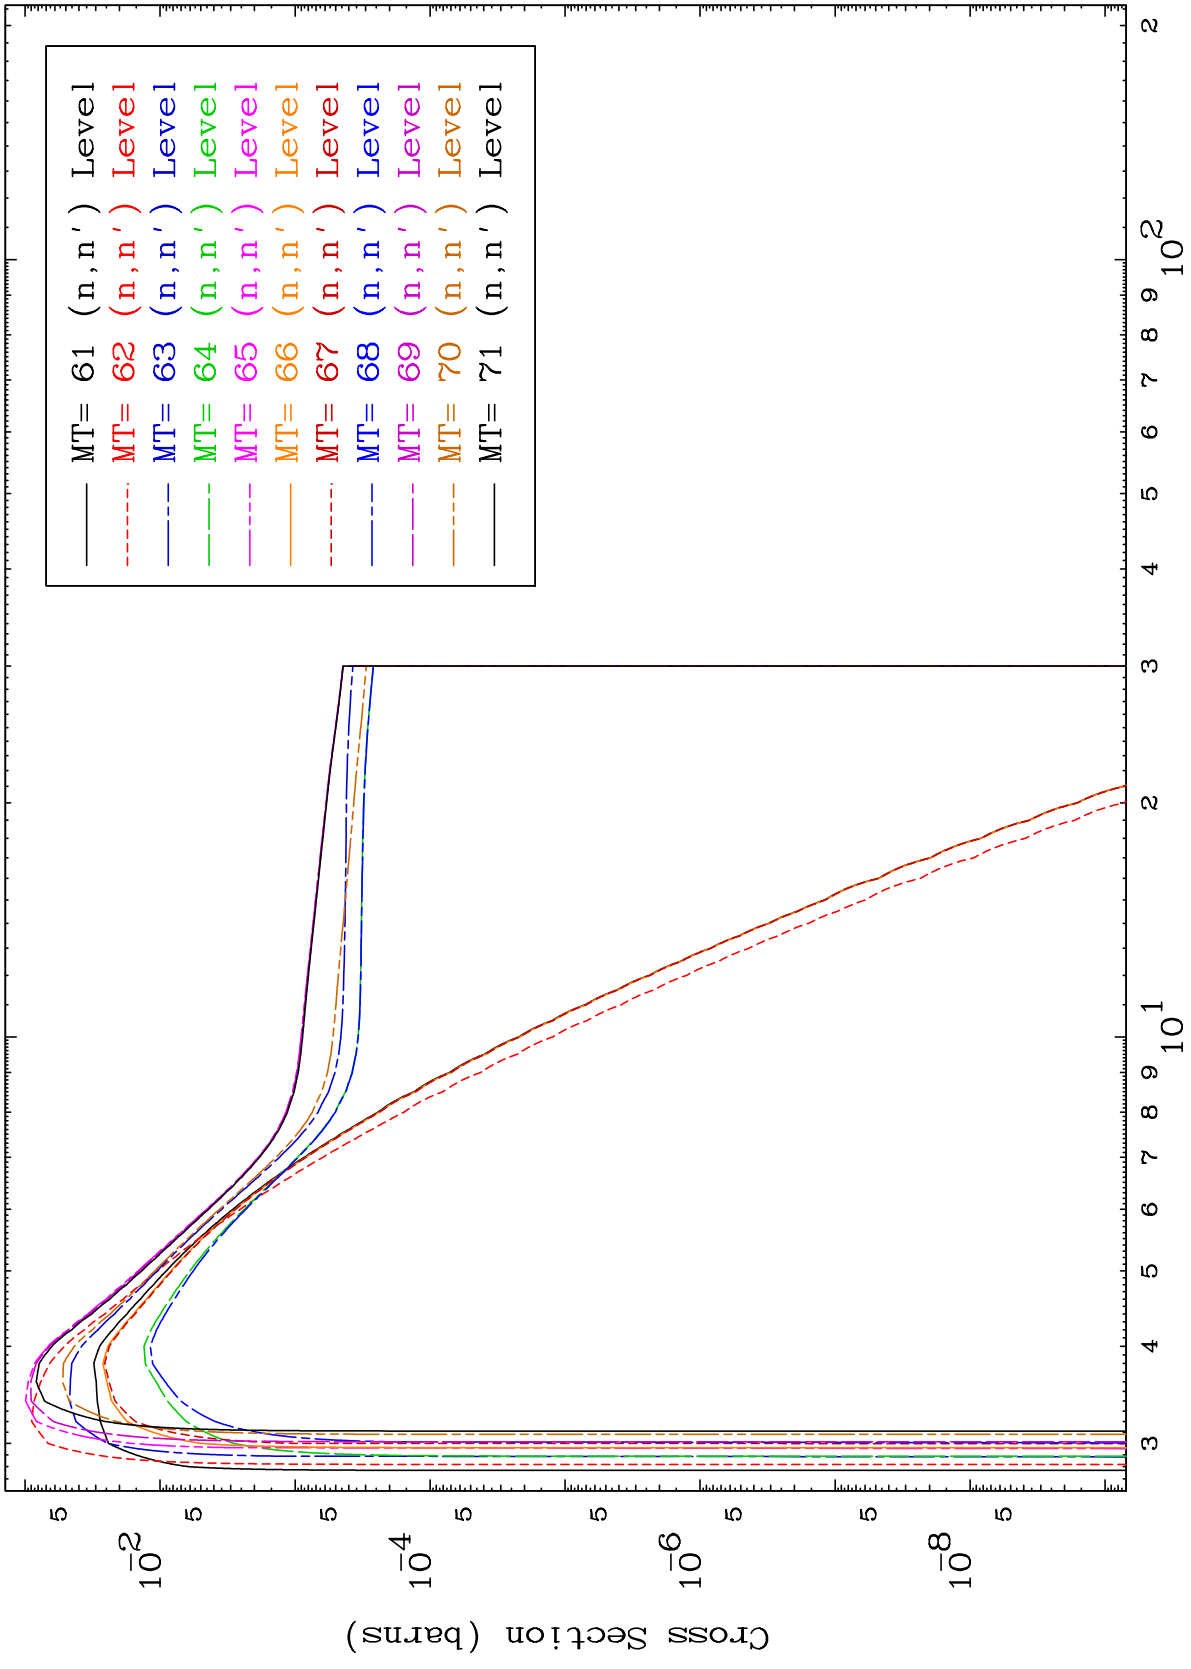 MT= 61 (n,n') Level
MT= 62 (n,n') Level
MT= 63 (n,n') Level
MT= 64 (n,n') Level
MT= 65 (n,n') Level
MT= 66 (n,n') Level
MT= 67 (n,n') Level
MT= 68 (n,n') Level
MT= 69 (n,n') Level
MT= 70 (n,n') Level
MT= 71 (n,n') Level
Cross Section (barns)
5
10-2
5
5
10-4
5
5
10-6
5
5
10-8
5
3 4 5 6 7 8 9 10 1 2 3 4 5 6 7 8 9 10 2 2